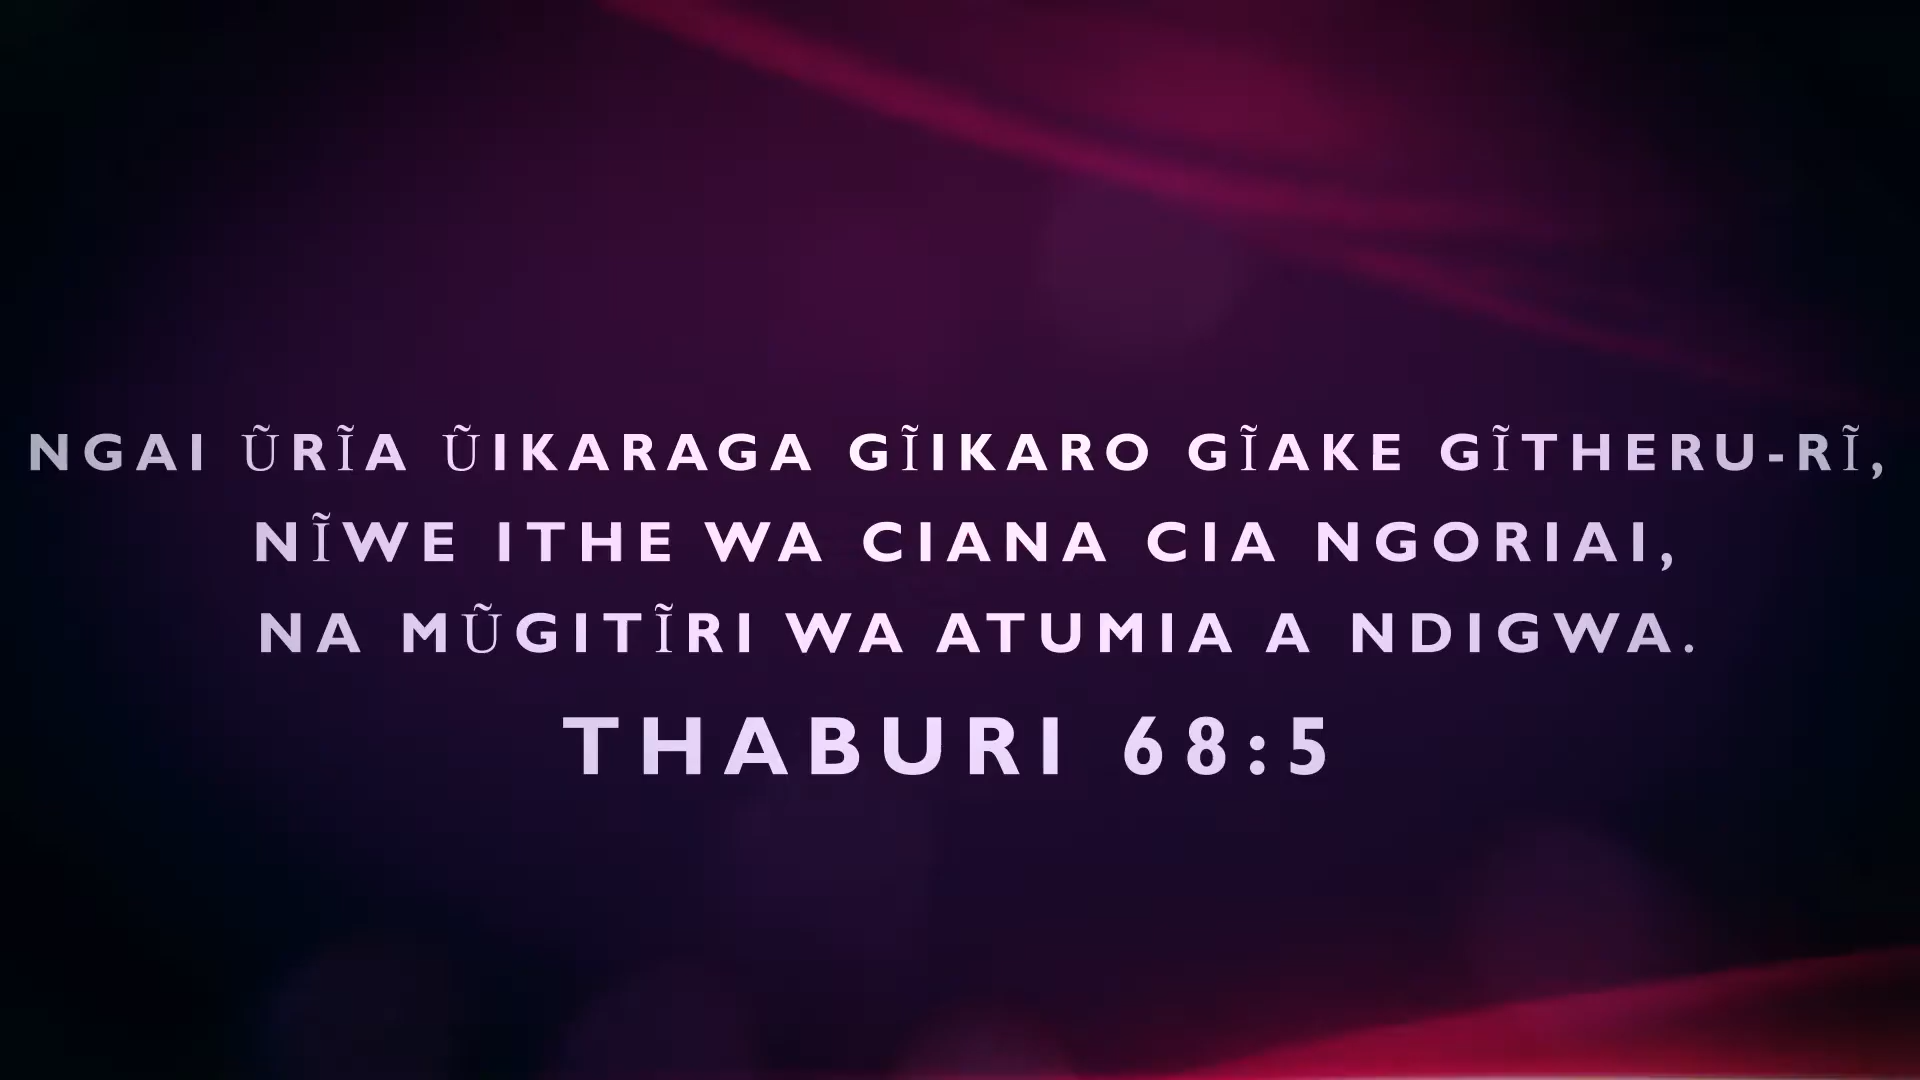 NGAI ŨRĨA ŨIKARAGA GĨIKARO GĨAKE GĨTHERU-RĨ,
NĨWE ITHE WA CIANA CIA NGORIAI,
NA MŨGITĨRI WA ATUMIA A NDIGWA.
THABURI 68:5